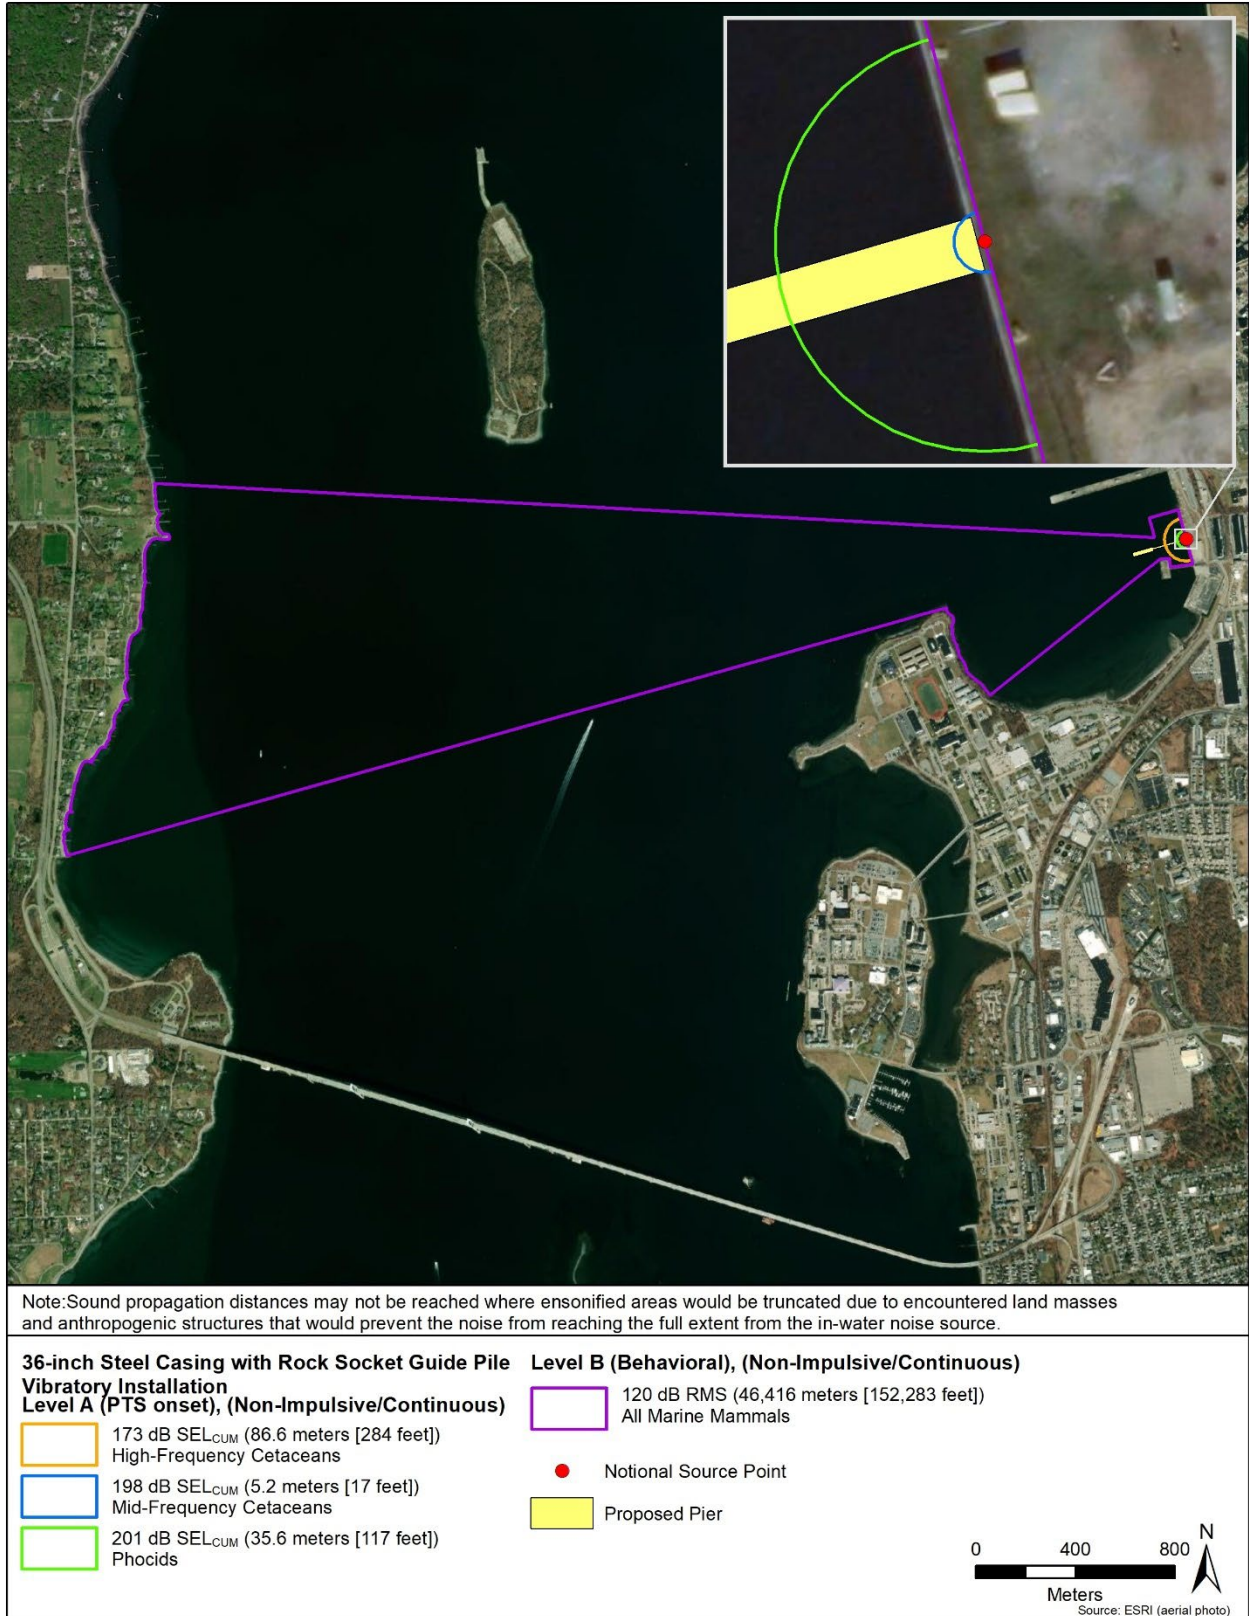 Note:Sound propagation distances may not be reached where ensonified areas would be truncated due to encountered land masses
and anthropogenic structures that would prevent the noise from reaching the full extent from the in-water noise source.
36-inch Steel Casing with Rock Socket Guide Pile
Vibratory Installation
Level A (PTS onset), (Non-Impulsive/Continuous)
173 dB SELCUM (86.6 meters [284 feet])
High-Frequency Cetaceans
198 dB SELCUM (5.2 meters [17 feet])
Mid-Frequency Cetaceans
201 dB SELCUM (35.6 meters [117 feet])
Phocids
Level B (Behavioral), (Non-Impulsive/Continuous)
120 dB RMS (46,416 meters [152,283 feet])
All Marine Mammals
Notional Source Point
Proposed Pier
0 400 800
Meters
N
Source: ESRI (aerial photo)